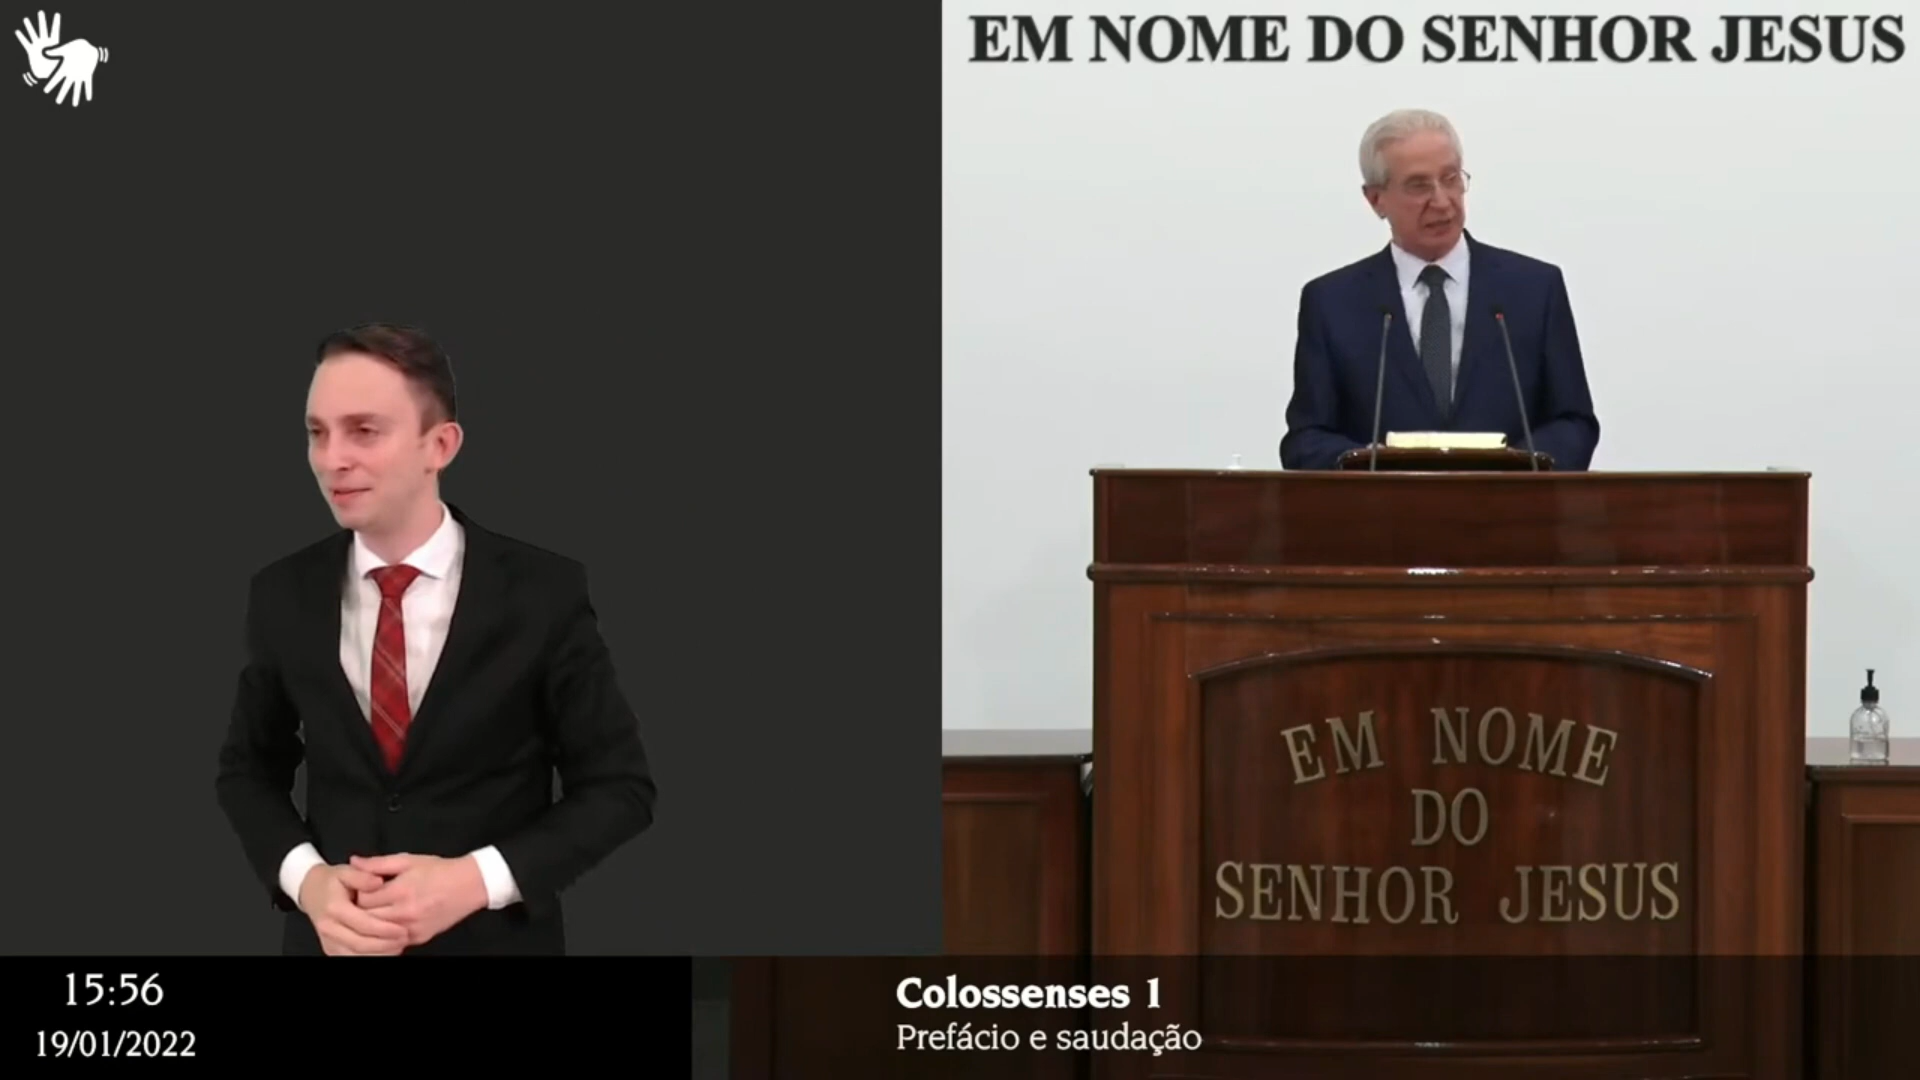 EM NOME DO SENHOR JESUS
EM NOME
DO
SENHOR JESUS
15:56
19/01/2022
Colossenses 1
Prefácio e saudação